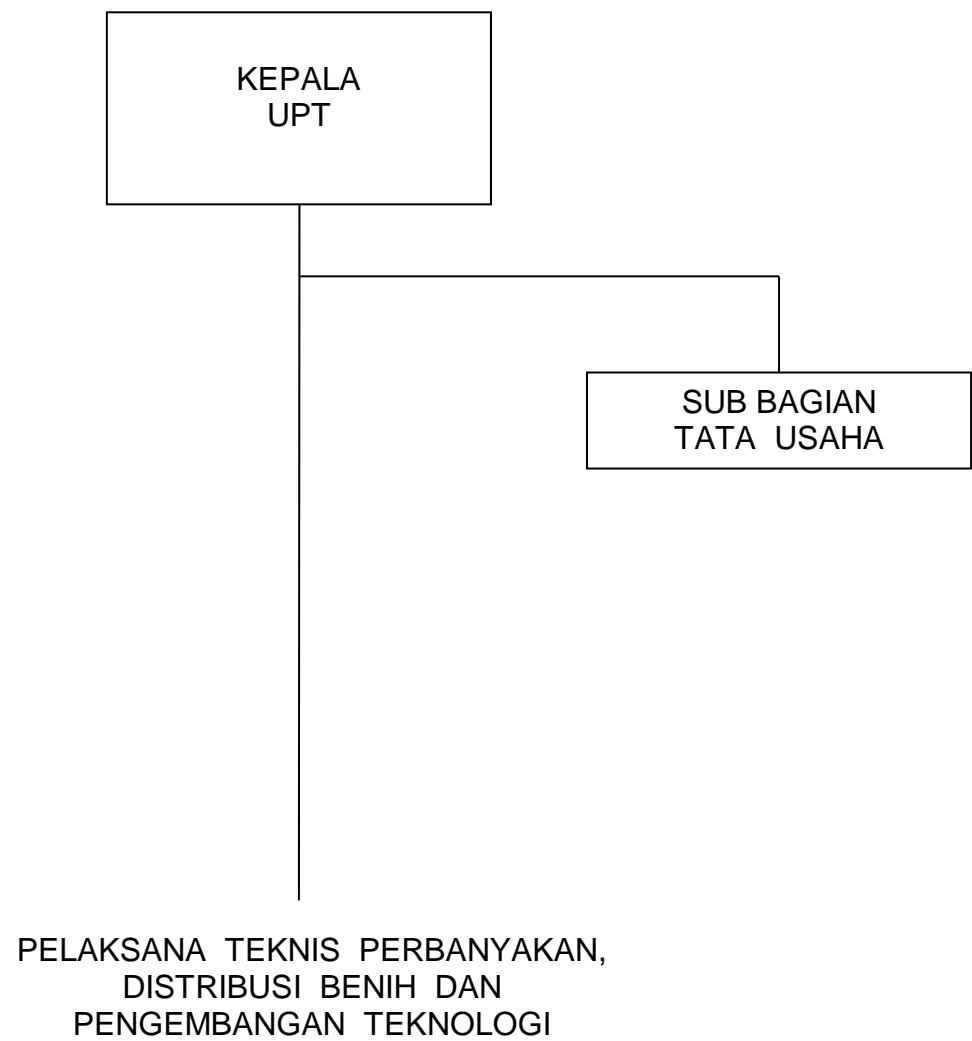 KEPALA
UPT
SUB BAGIAN
TATA USAHA
PELAKSANA TEKNIS PERBANYAKAN,
DISTRIBUSI BENIH DAN
PENGEMBANGAN TEKNOLOGI